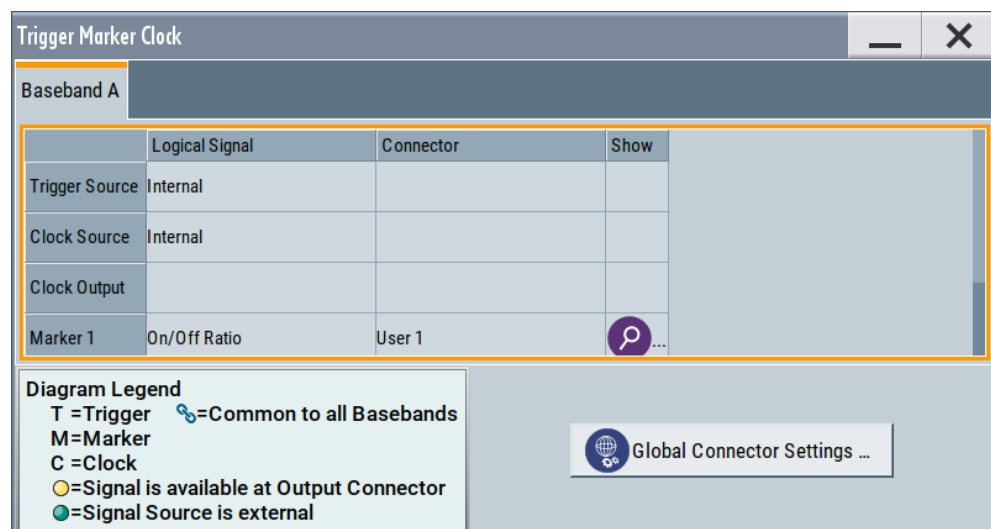 Trigger Marker Clock
Baseband A
Logical Signal Connector Show
Trigger Source Internal
Clock Source Internal
Clock Output
Marker 1 On/Off Ratio User 1 ...
Diagram Legend
T =Trigger =Common to all Basebands
M=Marker
C =Clock
=Signal is available at Output Connector
=Signal Source is external
Global Connector Settings ...